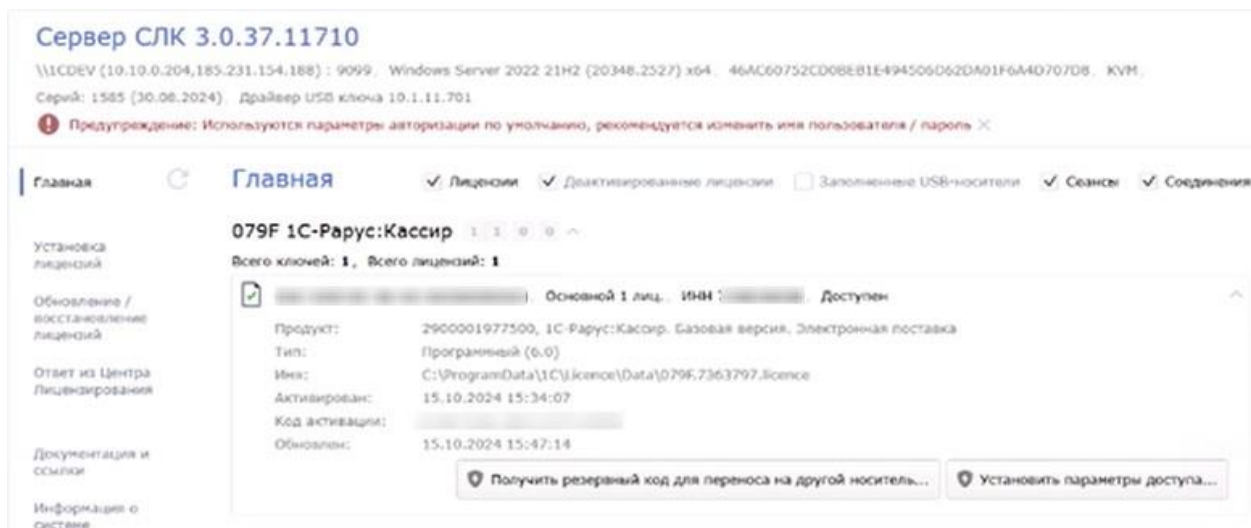 Сервер СЛК 3.0.37.11710
\\1CDEV (10.10.0.204,185.231.154.188) : 9099, Windows Server 2022 21H2 (20348.2527) x64, KVM,
Серий: 1585 (30.08.2024), Драйвер USB ключа 10.1.11.701
Предупреждение: Используются параметры авторизации по умолчанию, рекомендуется изменить имя пользователя / пароль
Главная
Главная
Лицензии Деактивированные лицензии Заполненные USB-носители Сеансы Соединения
079F 1С-Рарус:Кассир 1 1 0 0
Всего ключей: 1, Всего лицензий: 1
Основной 1 лиц., ИНН Доступен
Продукт: 2900001977500, 1С-Рарус:Кассир. Базовая версия. Электронная поставка
Тип: Программный (6.0)
Имя: C:\ProgramData\1C\Licence\Data\079F.7363797.licence
Активирован: 15.10.2024 15:34:07
Код активации:
Обновлен: 15.10.2024 15:47:14
Получить резервный код для переноса на другой носитель... Установить параметры доступа...
Установка
лицензий
Обновление /
восстановление
лицензий
Ответ из Центра
Лицензирования
Документация и
ссылки
Информация о
системе